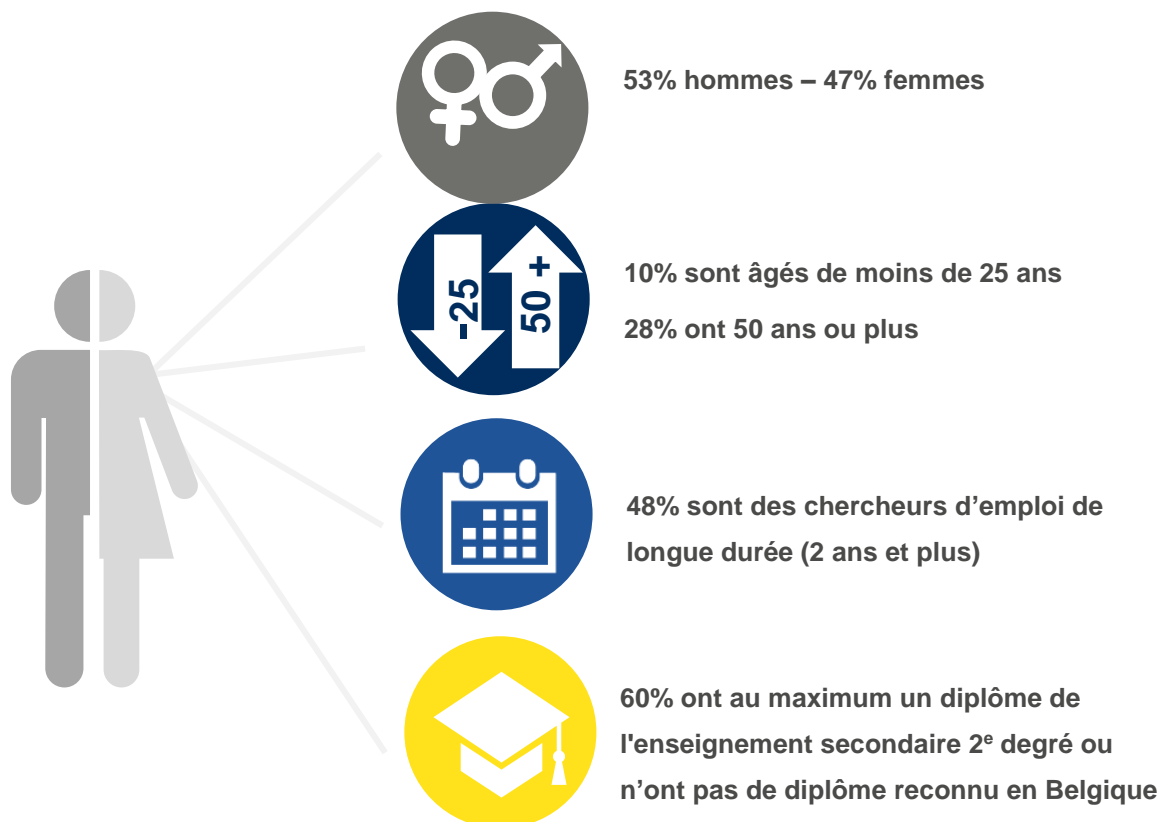 53% hommes – 47% femmes
-25
50 +
10% sont âgés de moins de 25 ans
28% ont 50 ans ou plus
48% sont des chercheurs d’emploi de
longue durée (2 ans et plus)
60% ont au maximum un diplôme de
l'enseignement secondaire 2ᵉ degré ou
n’ont pas de diplôme reconnu en Belgique